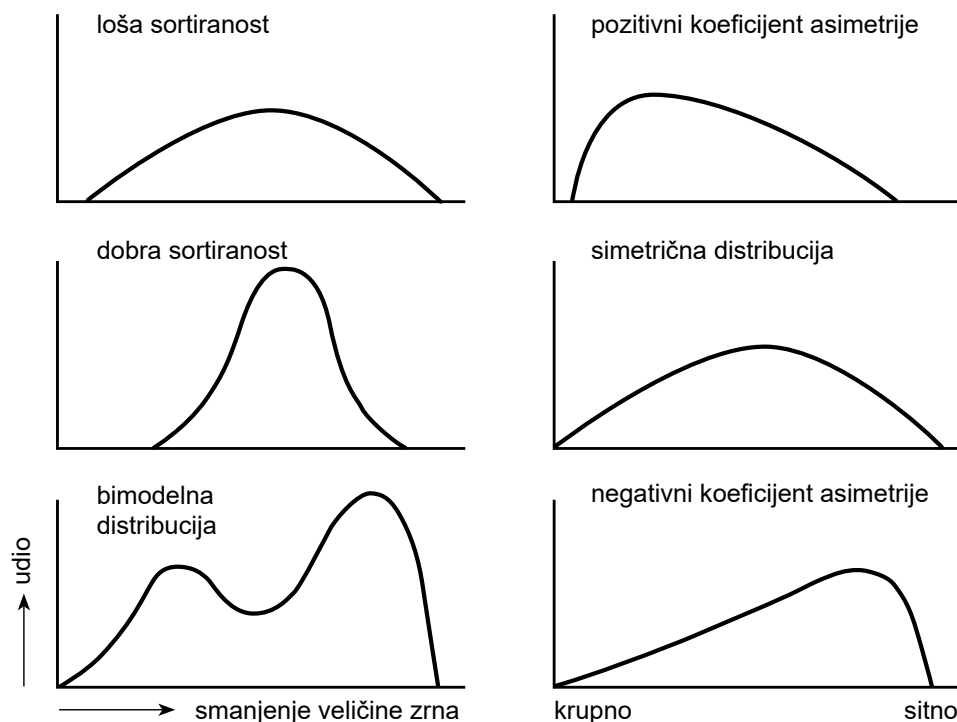 loša sortiranost
pozitivni koeficijent asimetrije
dobra sortiranost
simetrična distribucija
bimodelna
distribucija
negativni koeficijent asimetrije
udio
smanjenje veličine zrna
krupno
sitno